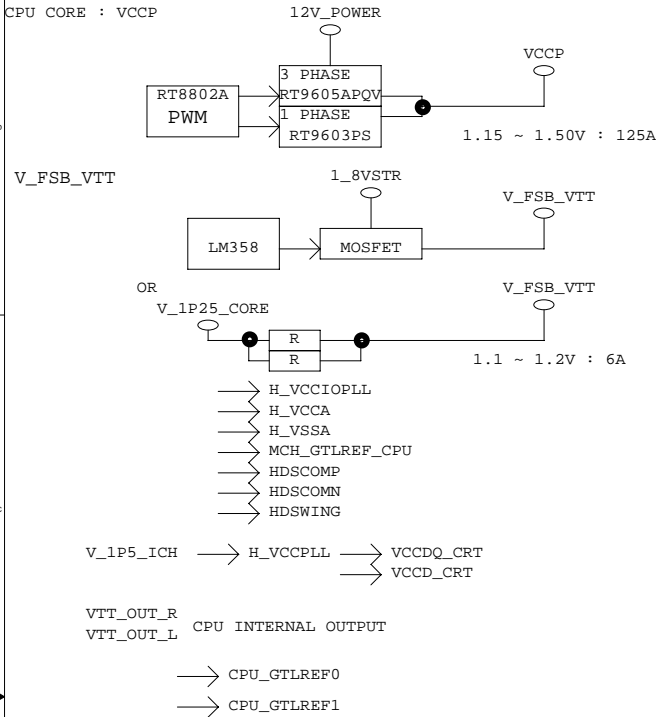 CPU CORE : VCCP
12V_POWER
VCCP
3 PHASE
RT9605APQV
RT8802A
PWM
1 PHASE
RT9603PS
1.15 ~ 1.50V : 125A
V_FSB_VTT
1_8VSTR
V_FSB_VTT
LM358
MOSFET
OR
V_1P25_CORE
V_FSB_VTT
R
R
1.1 ~ 1.2V : 6A
H_VCCIOPLL
H_VCCA
H_VSSA
MCH_GTLREF_CPU
HDSCOMP
HDSCOMN
HDSWING
V_1P5_ICH
H_VCCPLL
VCCDQ_CRT
VCCD_CRT
VTT_OUT_R
VTT_OUT_L
CPU INTERNAL OUTPUT
CPU_GTLREF0
CPU_GTLREF1